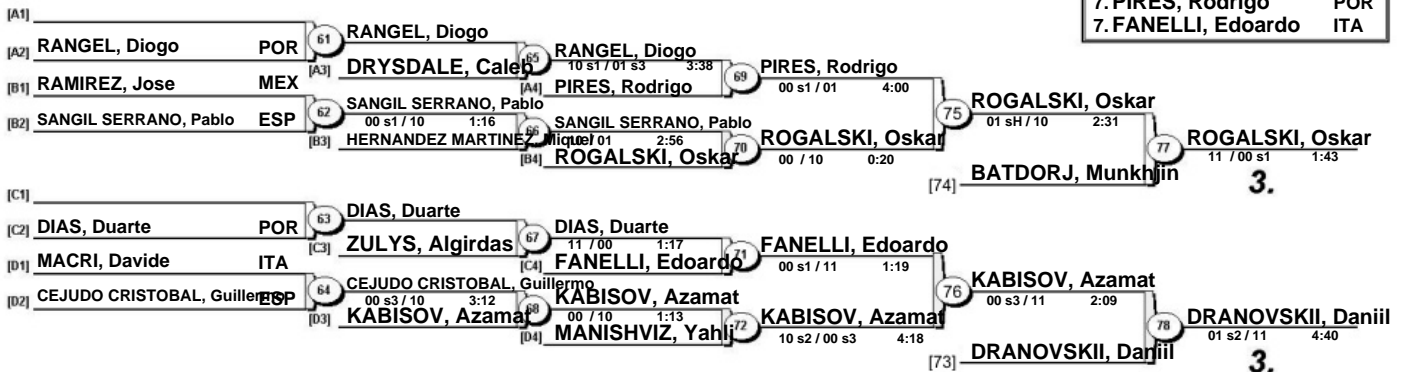 7. PIRES, Rodrigo POR
7. FANELLI, Edoardo ITA
[A1]
[A2] RANGEL, Diogo POR
61 RANGEL, Diogo
[A3] DRYSDALE, Caleb
65 RANGEL, Diogo
10 s1 / 01 s3 3:38
[A4] PIRES, Rodrigo
69 PIRES, Rodrigo
00 s1 / 01 4:00
[B1] RAMIREZ, Jose MEX
[B2] SANGIL SERRANO, Pablo ESP
62 SANGIL SERRANO, Pablo
00 s1 / 10 1:16
[B3] HERNANDEZ MARTINEZ, Miquel
66 SANGIL SERRANO, Pablo
/ 01 2:56
[B4] ROGALSKI, Oskar
70 ROGALSKI, Oskar
00 / 10 0:20
75 ROGALSKI, Oskar
01 sH / 10 2:31
[74] BATDORJ, Munkhjin
77 ROGALSKI, Oskar
11 / 00 s1 1:43
3.
[C1]
[C2] DIAS, Duarte POR
63 DIAS, Duarte
[C3] ZULYS, Algirdas
67 DIAS, Duarte
11 / 00 1:17
[C4] FANELLI, Edoardo
71 FANELLI, Edoardo
00 s1 / 11 1:19
[D1] MACRI, Davide ITA
[D2] CEJUDO CRISTOBAL, Guillermo ESP
64 CEJUDO CRISTOBAL, Guillermo
00 s3 / 10 3:12
[D3] KABISOV, Azamat
68 KABISOV, Azamat
00 / 10 1:13
[D4] MANISHVIZ, Yahli
72 KABISOV, Azamat
10 s2 / 00 s3 4:18
76 KABISOV, Azamat
00 s3 / 11 2:09
[73] DRANOVSKII, Daniil
78 DRANOVSKII, Daniil
01 s2 / 11 4:40
3.